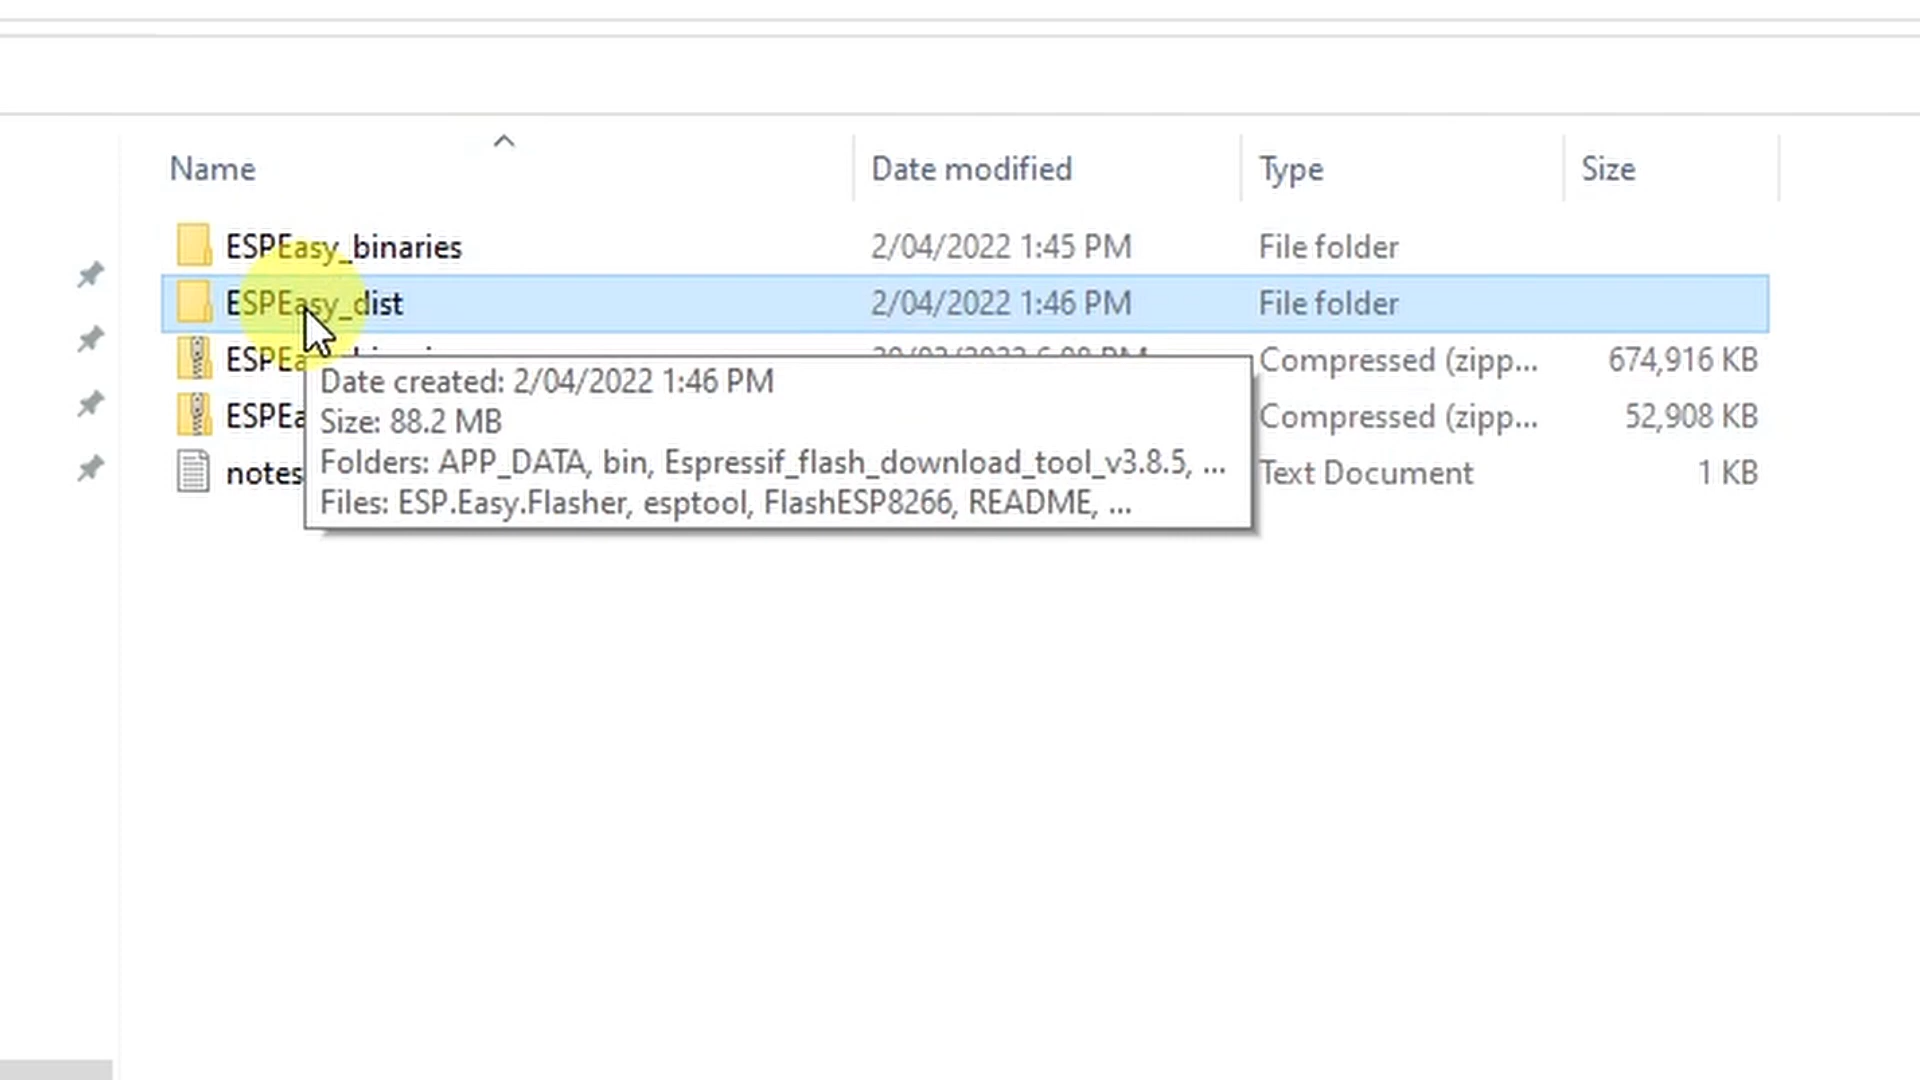 Name Date modified Type Size
ESPEasy_binaries 2/04/2022 1:45 PM File folder
ESPEasy_dist 2/04/2022 1:46 PM File folder
Compressed (zipp... 674,916 KB
Date created: 2/04/2022 1:46 PM
Size: 88.2 MB
Compressed (zipp... 52,908 KB
Folders: APP_DATA, bin, Espressif_flash_download_tool_v3.8.5, ...
notes Text Document 1 KB
Files: ESP.Easy.Flasher, esptool, FlashESP8266, README, ...